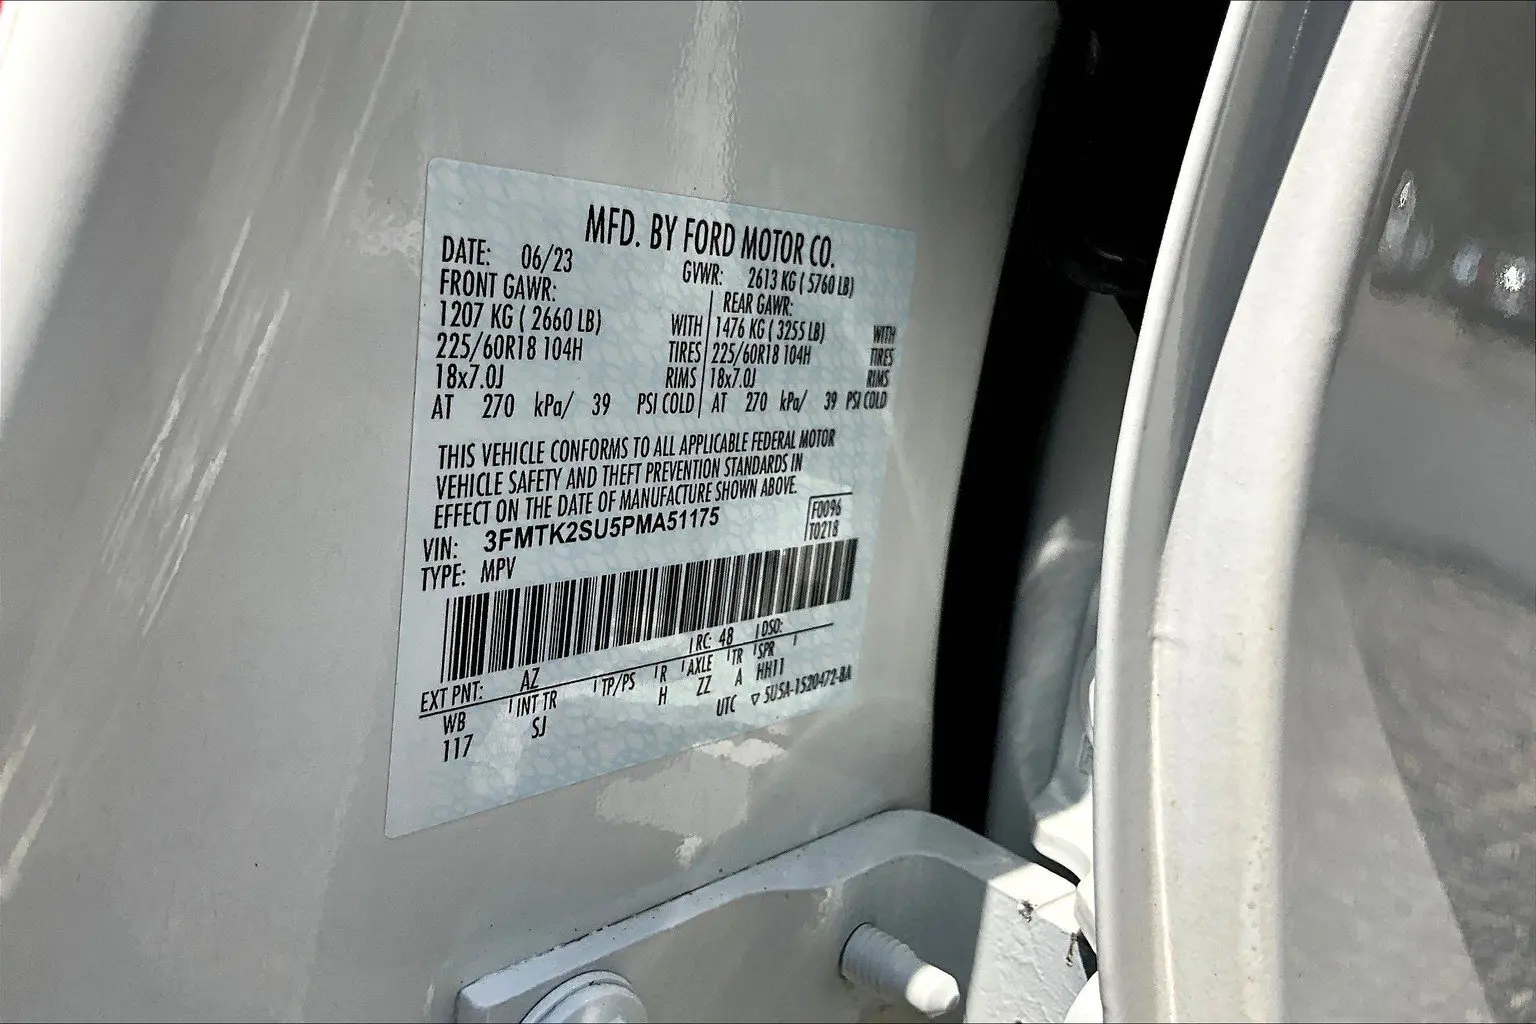 MFD. BY FORD MOTOR CO.
DATE: 06/23 GVWR: 2613 KG ( 5760 LB)
FRONT GAWR: REAR GAWR:
1207 KG ( 2660 LB) WITH 1476 KG ( 3255 LB) WITH
225/60R18 104H TIRES 225/60R18 104H TIRES
18x7.0J RIMS 18x7.0J RIMS
AT 270 kPa/ 39 PSI COLD AT 270 kPa/ 39 PSI COLD
THIS VEHICLE CONFORMS TO ALL APPLICABLE FEDERAL MOTOR
VEHICLE SAFETY AND THEFT PREVENTION STANDARDS IN
EFFECT ON THE DATE OF MANUFACTURE SHOWN ABOVE.
VIN: 3FMTK2SU5PMA51175 F0096
TYPE: MPV T0218
EXT PNT: AZ RC: 48 DSO:
WB INT TR TP/PS R AXLE TR SPR
117 SJ H ZZ A HH11
UTC ▽ SU5A-1520472-BA